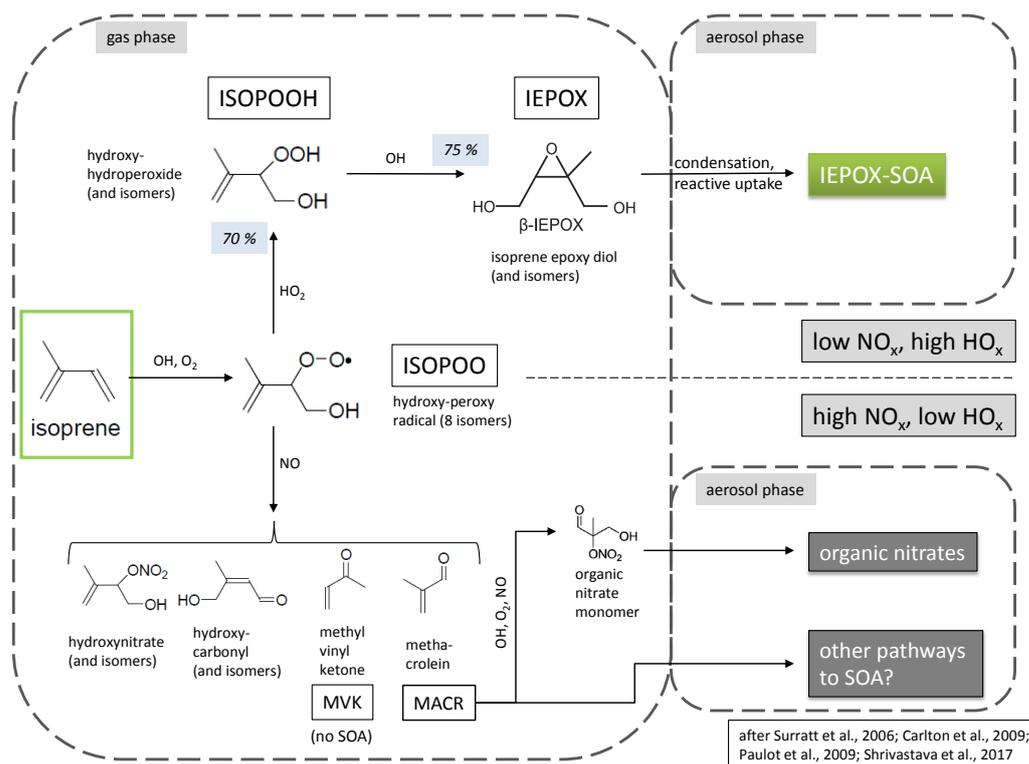 gas phase
aerosol phase
ISOPOOH
IEPOX
hydroxy-
hydroperoxide
(and isomers)
OOH
OH
OH
75 %
O
HO
OH
β-IEPOX
isoprene epoxy diol
(and isomers)
condensation,
reactive uptake
IEPOX-SOA
70 %
HO2
low NOx, high HOx
isoprene
OH, O2
O-O•
OH
ISOPOO
hydroxy-peroxy
radical (8 isomers)
high NOx, low HOx
NO
aerosol phase
ONO2
OH
hydroxynitrate
(and isomers)
HO
O
hydroxy-
carbonyl
(and isomers)
O
methyl
vinyl
ketone
MVK
(no SOA)
O
metha-
crolein
MACR
OH, O2, NO
O
OH
ONO2
organic
nitrate
monomer
organic nitrates
other pathways
to SOA?
after Surratt et al., 2006; Carlton et al., 2009;
Paulot et al., 2009; Shrivastava et al., 2017